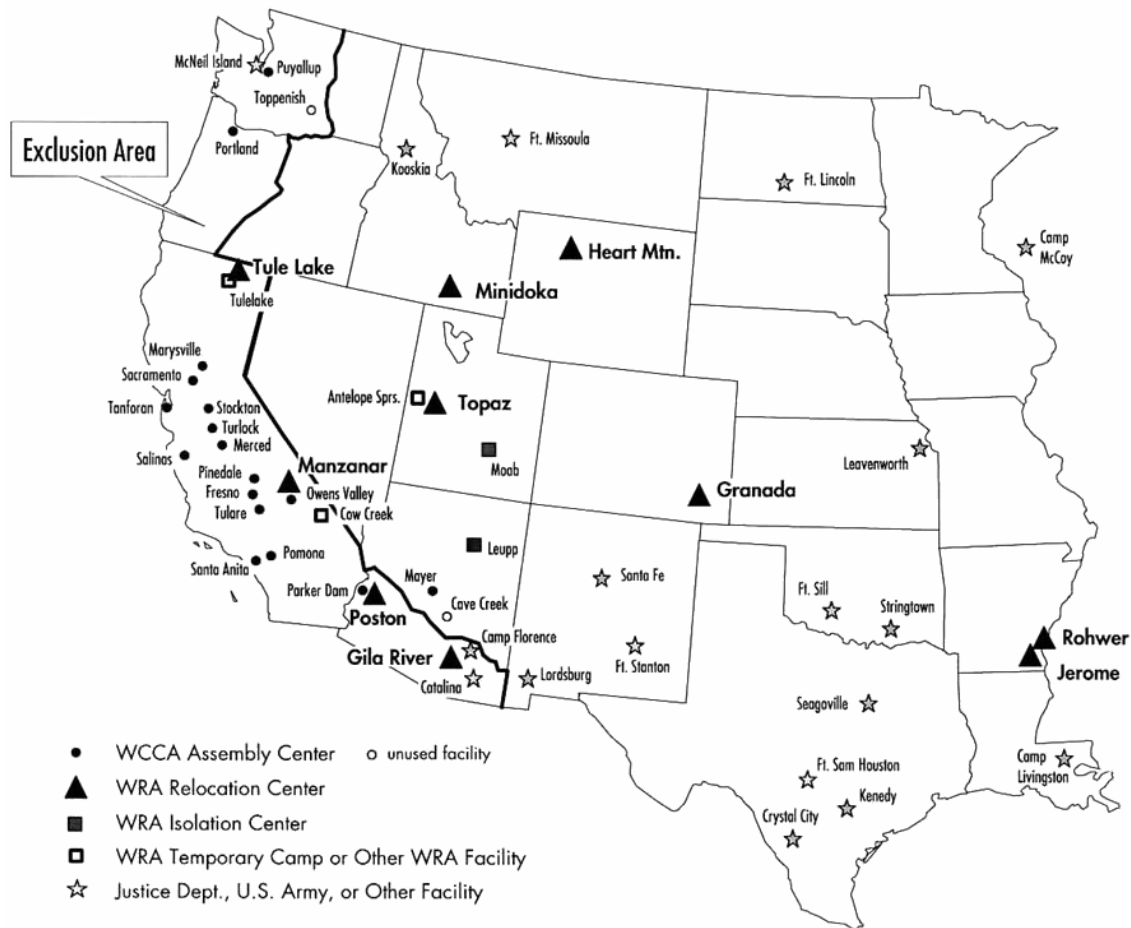 McNeil Island
Puyallup
Toppenish
Exclusion Area
Portland
Kooskia
Ft. Missoula
Ft. Lincoln
Camp
McCoy
Heart Mtn.
Tule Lake
Tulelake
Minidoka
Marysville
Sacramento
Tanforan
Stockton
Turlock
Merced
Salinas
Antelope Sprs.
Topaz
Moab
Leavenworth
Manzanar
Pinedale
Fresno
Owens Valley
Tulare
Cow Creek
Granada
Pomona
Santa Anita
Leupp
Parker Dam
Mayer
Santa Fe
Ft. Sill
Stringtown
Poston
Cave Creek
Camp Florence
Gila River
Catalina
Lordsburg
Ft. Stanton
Rohwer
Jerome
Seagoville
Ft. Sam Houston
Kenedy
Crystal City
Camp
Livingston
WCCA Assembly Center
unused facility
WRA Relocation Center
WRA Isolation Center
WRA Temporary Camp or Other WRA Facility
Justice Dept., U.S. Army, or Other Facility